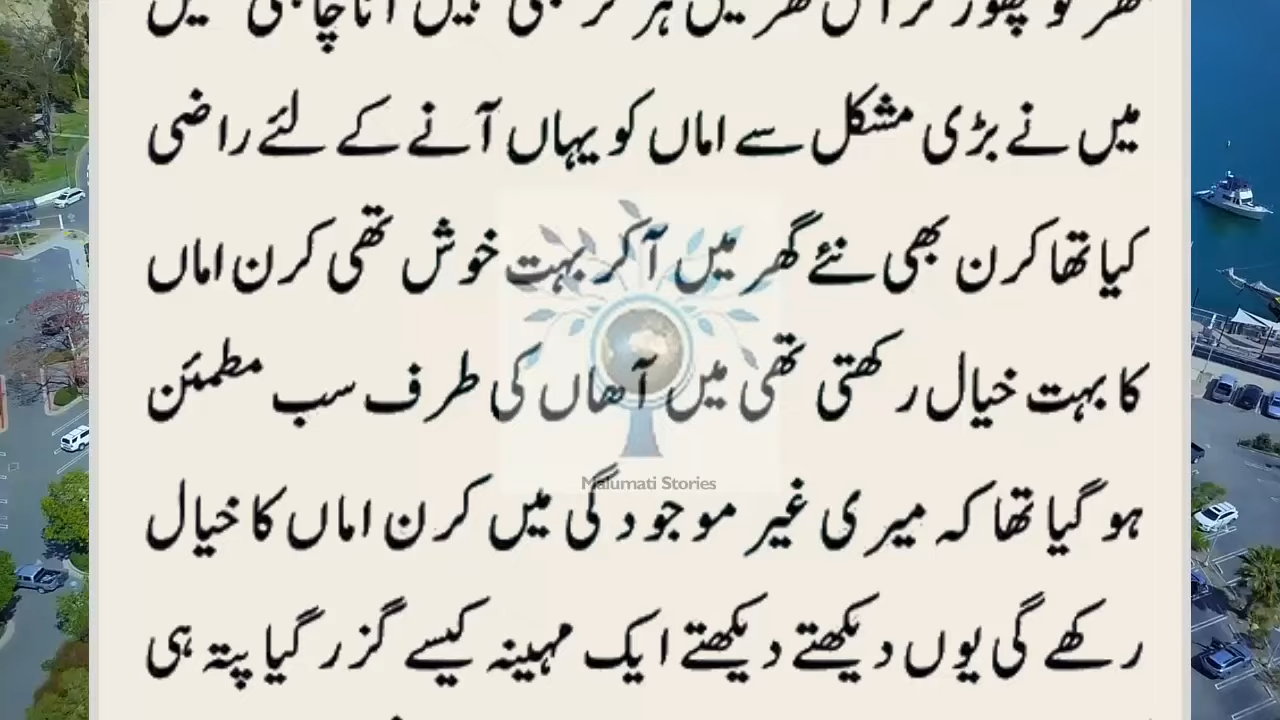 میں نے بڑی مشکل سے اماں کو یہاں آنے کے لئے راضی
کیا تھا کرن بھی نئے گھر میں آ کر بہت خوش تھی کرن اماں
کا بہت خیال رکھتی تھی میں آھاں کی طرف سب مطمئن
Malumati Stories
ہو گیا تھا کہ میری غیر موجودگی میں کرن اماں کا خیال
رکھے گی یوں دیکھتے دیکھتے ایک مہینہ کیسے گزر گیا پتہ ہی